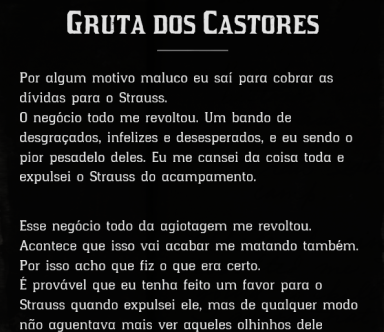 GRUTA DOS CASTORES
Por algum motivo maluco eu saí para cobrar as
dívidas para o Strauss.
O negócio todo me revoltou. Um bando de
desgraçados, infelizes e desesperados, e eu sendo o
pior pesadelo deles. Eu me cansei da coisa toda e
expulsei o Strauss do acampamento.
Esse negócio todo da agiotagem me revoltou.
Acontece que isso vai acabar me matando também.
Por isso acho que fiz o que era certo.
É provável que eu tenha feito um favor para o
Strauss quando expulsei ele, mas de qualquer modo
não aguentava mais ver aqueles olhinhos dele